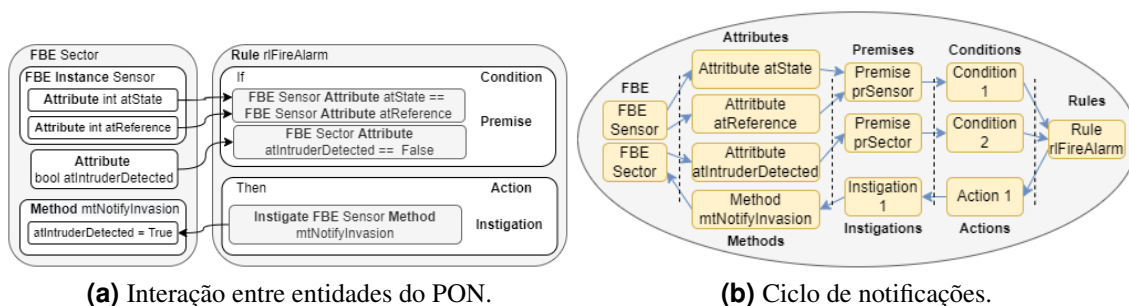 FBE Sector
FBE Instance Sensor
Attribute int atState
Attribute int atReference
Attribute
bool atIntruderDetected
Method mtNotifyInvasion
atIntruderDetected = True
Rule rlFireAlarm
If
Condition
FBE Sensor Attribute atState ==
FBE Sensor Attribute atReference
Premise
FBE Sector Attribute
atIntruderDetected == False
Then
Action
Instigate FBE Sensor Method
mtNotifyInvasion
Instigation
(a) Interação entre entidades do PON.
Attributes
Premises
Conditions
FBE
Rules
FBE
Sensor
FBE
Sector
Attritbute atState
Attribute
atReference
Attritbute
atIntruderDetected
Method
mtNotifyInvasion
Premise
prSensor
Premise
prSector
Instigation
1
Condition
1
Condition
2
Action 1
Rule
rlFireAlarm
Methods
Instigations
Actions
(b) Ciclo de notificações.